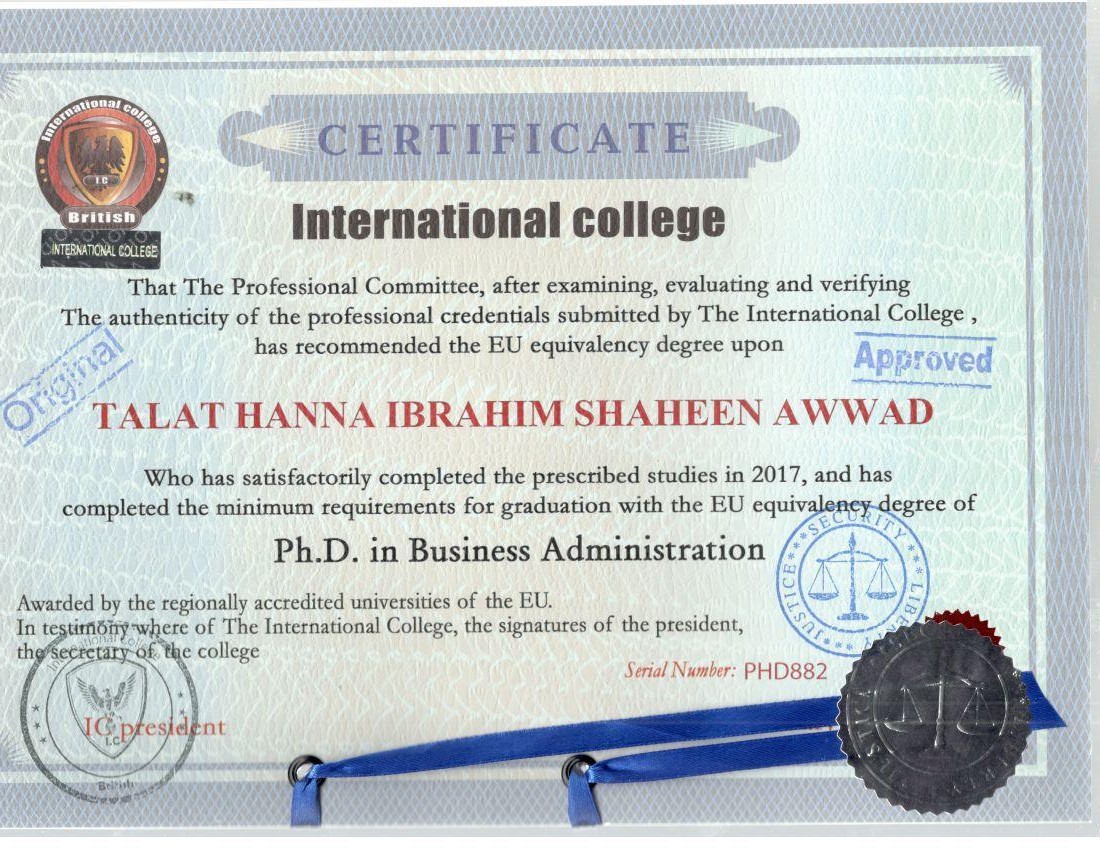 International college
I C
British
INTERNATIONAL COLLEGE
CERTIFICATE
International college
That The Professional Committee, after examining, evaluating and verifying
The authenticity of the professional credentials submitted by The International College ,
has recommended the EU equivalency degree upon
Original
Approved
TALAT HANNA IBRAHIM SHAHEEN AWWAD
Who has satisfactorily completed the prescribed studies in 2017, and has
completed the minimum requirements for graduation with the EU equivalency degree of
Ph.D. in Business Administration
SECURITY
LIBERTY
JUSTICE
Awarded by the regionally accredited universities of the EU.
In testimony where of The International College, the signatures of the president,
the secretary of the college
Serial Number: PHD882
International College
IC president
I.C
British